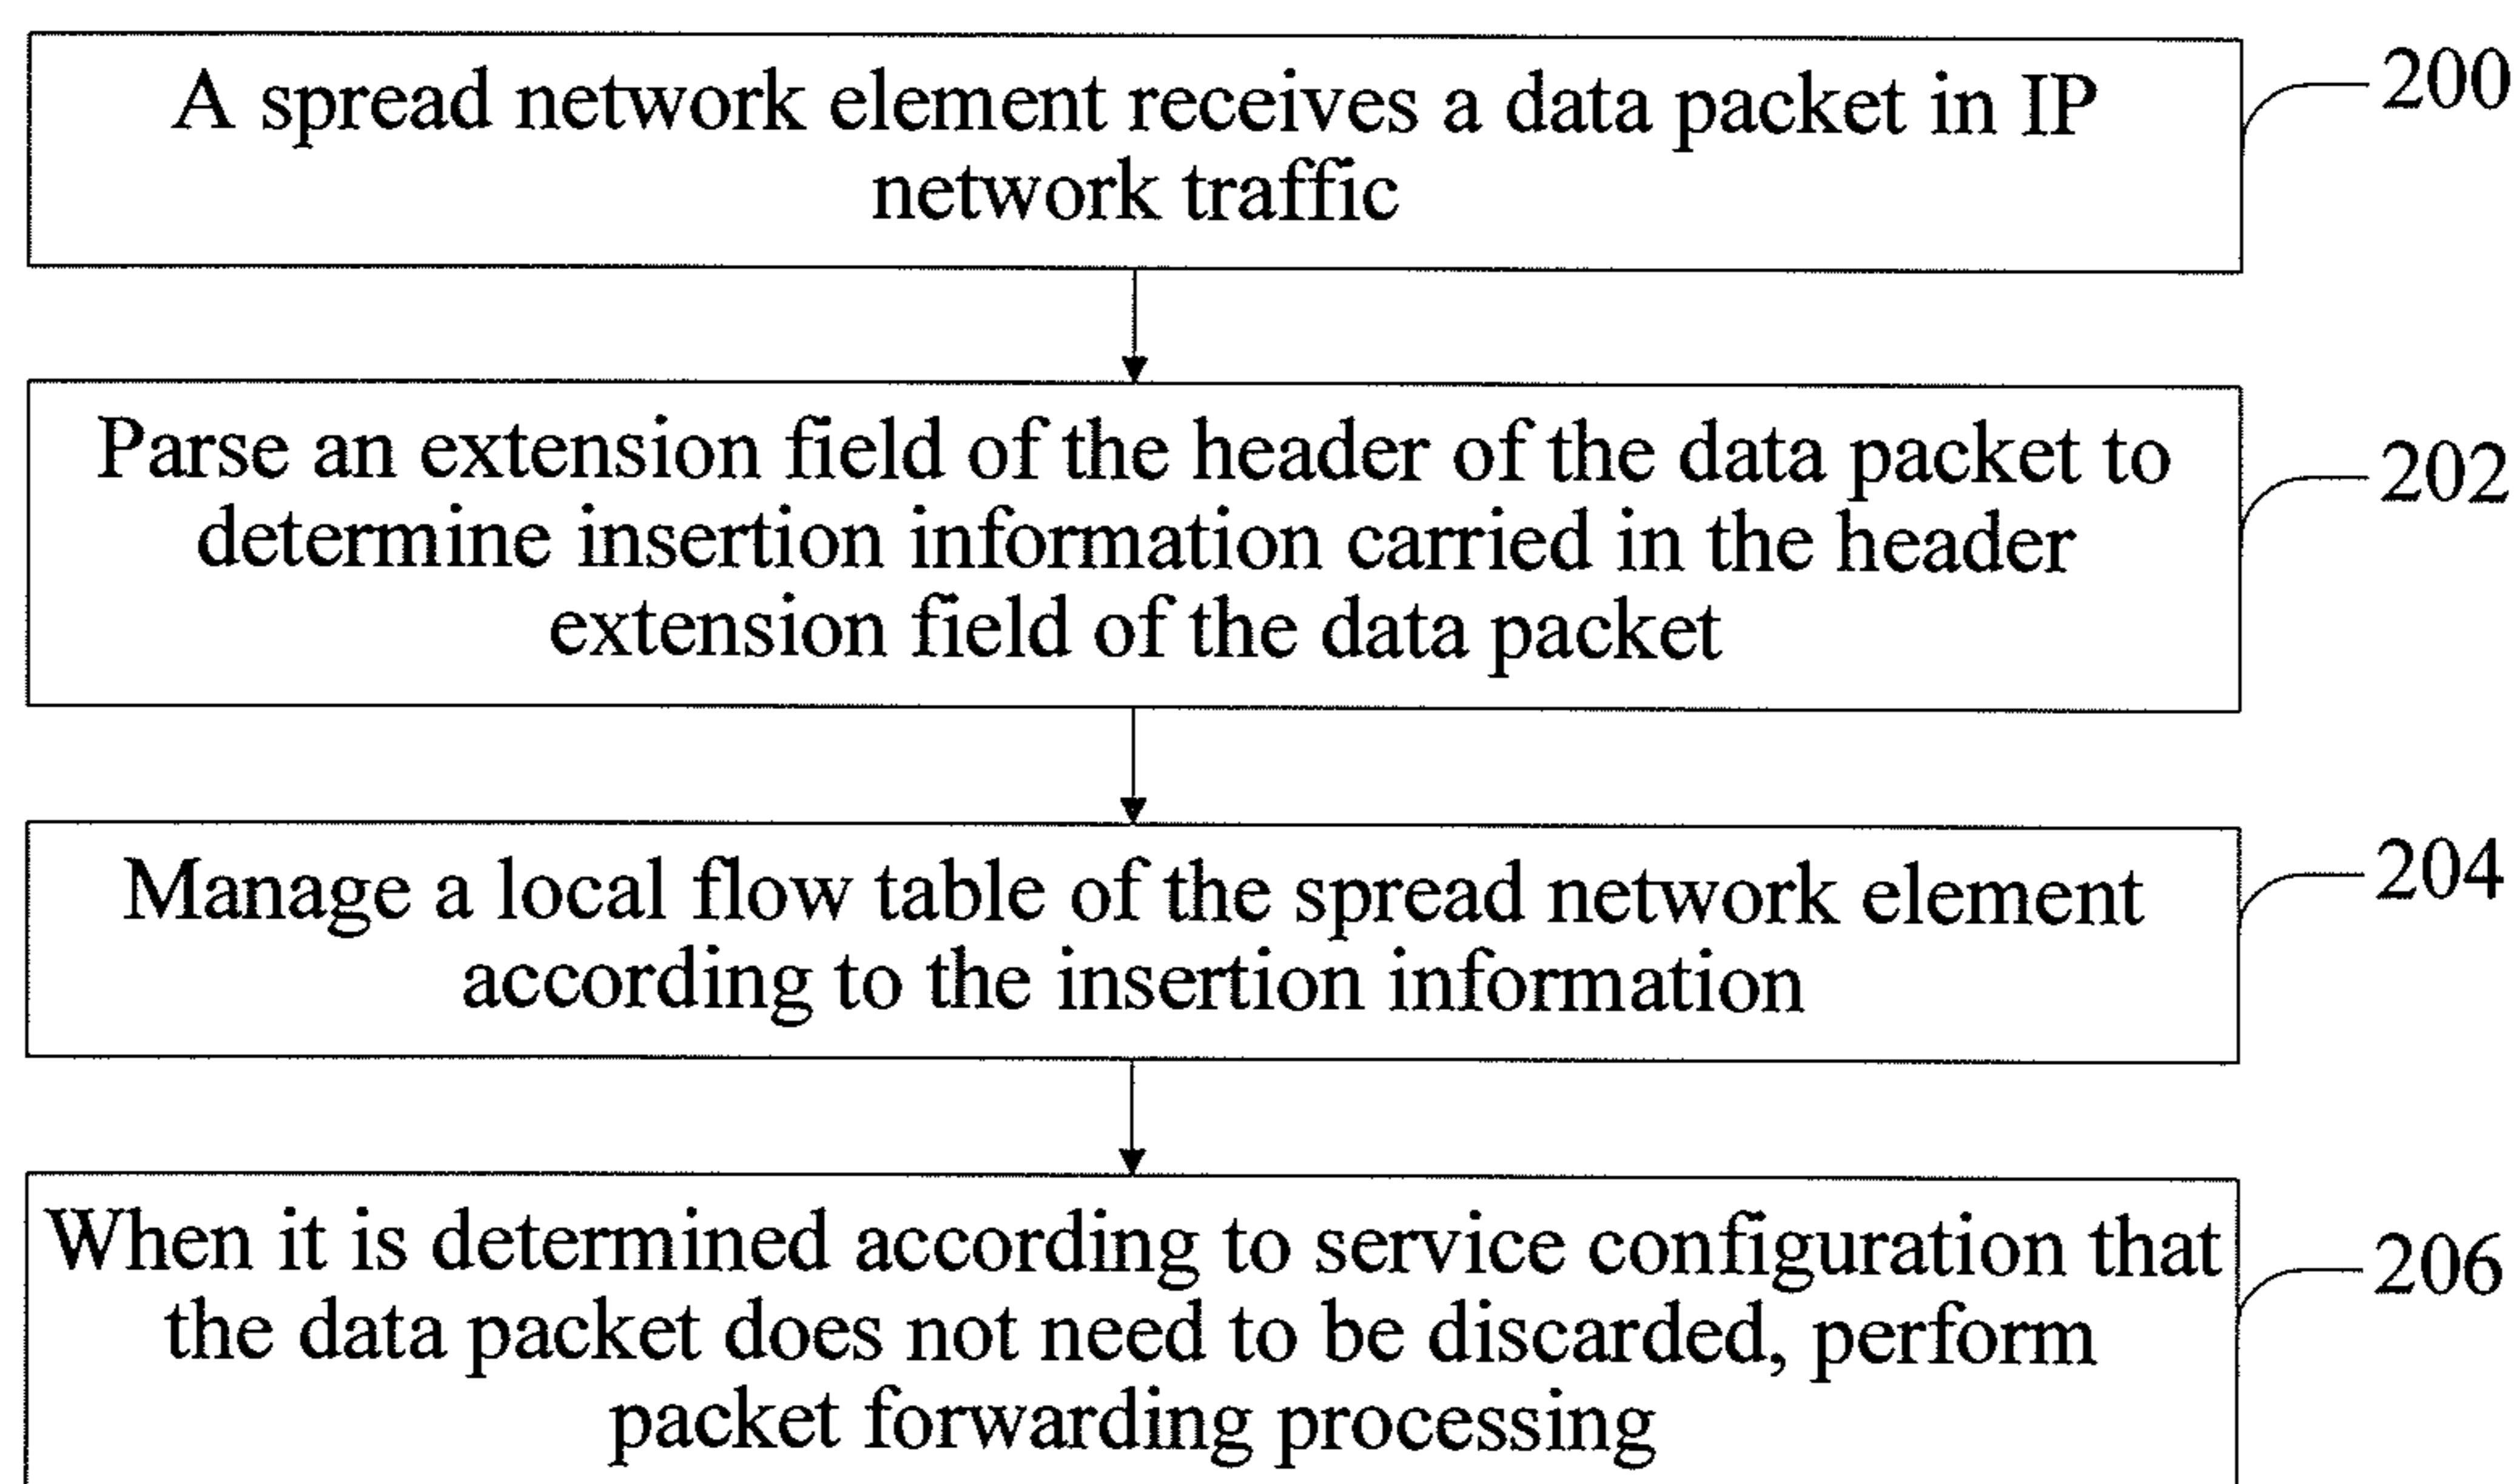 A spread network element receives a data packet in IP
network traffic
200
Parse an extension field of the header of the data packet to
determine insertion information carried in the header
extension field of the data packet
202
Manage a local flow table of the spread network element
according to the insertion information
204
When it is determined according to service configuration that
the data packet does not need to be discarded, perform
packet forwarding processing
206